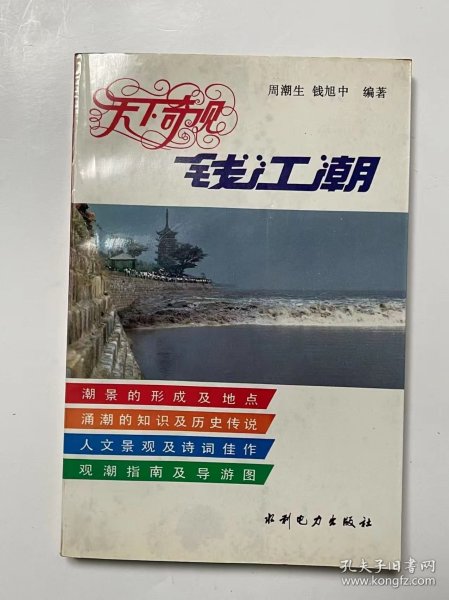 周潮生 钱旭中 编著
天下奇观
钱江潮
潮景的形成及地点
涌潮的知识及历史传说
人文景观及诗词佳作
观潮指南及导游图
水利电力出版社
孔夫子旧书网
www.kongfz.com